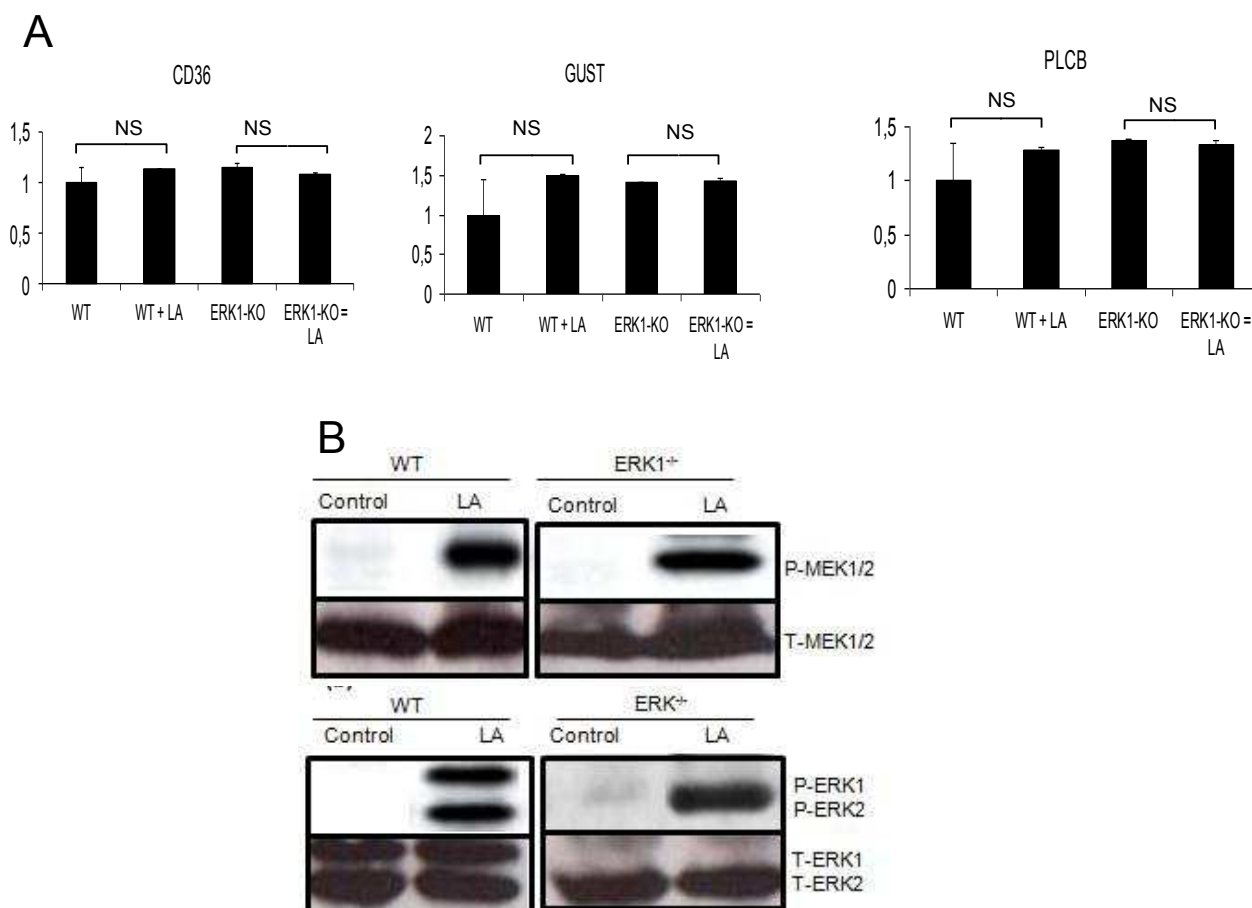 A
CD36
GUST
PLCB
NS NS
1,5
1
0,5
0
WT WT + LA ERK1-KO ERK1-KO =
LA
NS NS
2
1,5
1
0,5
0
WT WT + LA ERK1-KO ERK1-KO =
LA
NS NS
1,5
1
0,5
0
WT WT + LA ERK1-KO ERK1-KO =
LA
B
WT ERK1-/-
Control LA Control LA
P-MEK1/2
T-MEK1/2
WT ERK-/-
Control LA Control LA
P-ERK1
P-ERK2
T-ERK1
T-ERK2